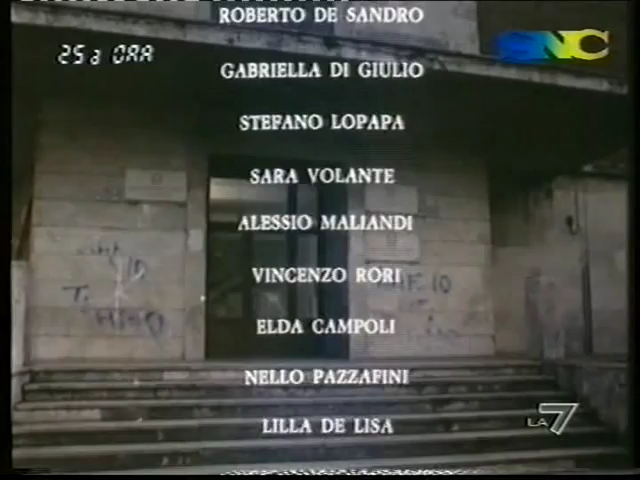 ROBERTO DE SANDRO
SNC
25a ORA
GABRIELLA DI GIULIO
STEFANO LOPAPA
SARA VOLANTE
ALESSIO MALIANDI
VINCENZO RORI
ELDA CAMPOLI
NELLO PAZZAFINI
LILLA DE LISA
LA7